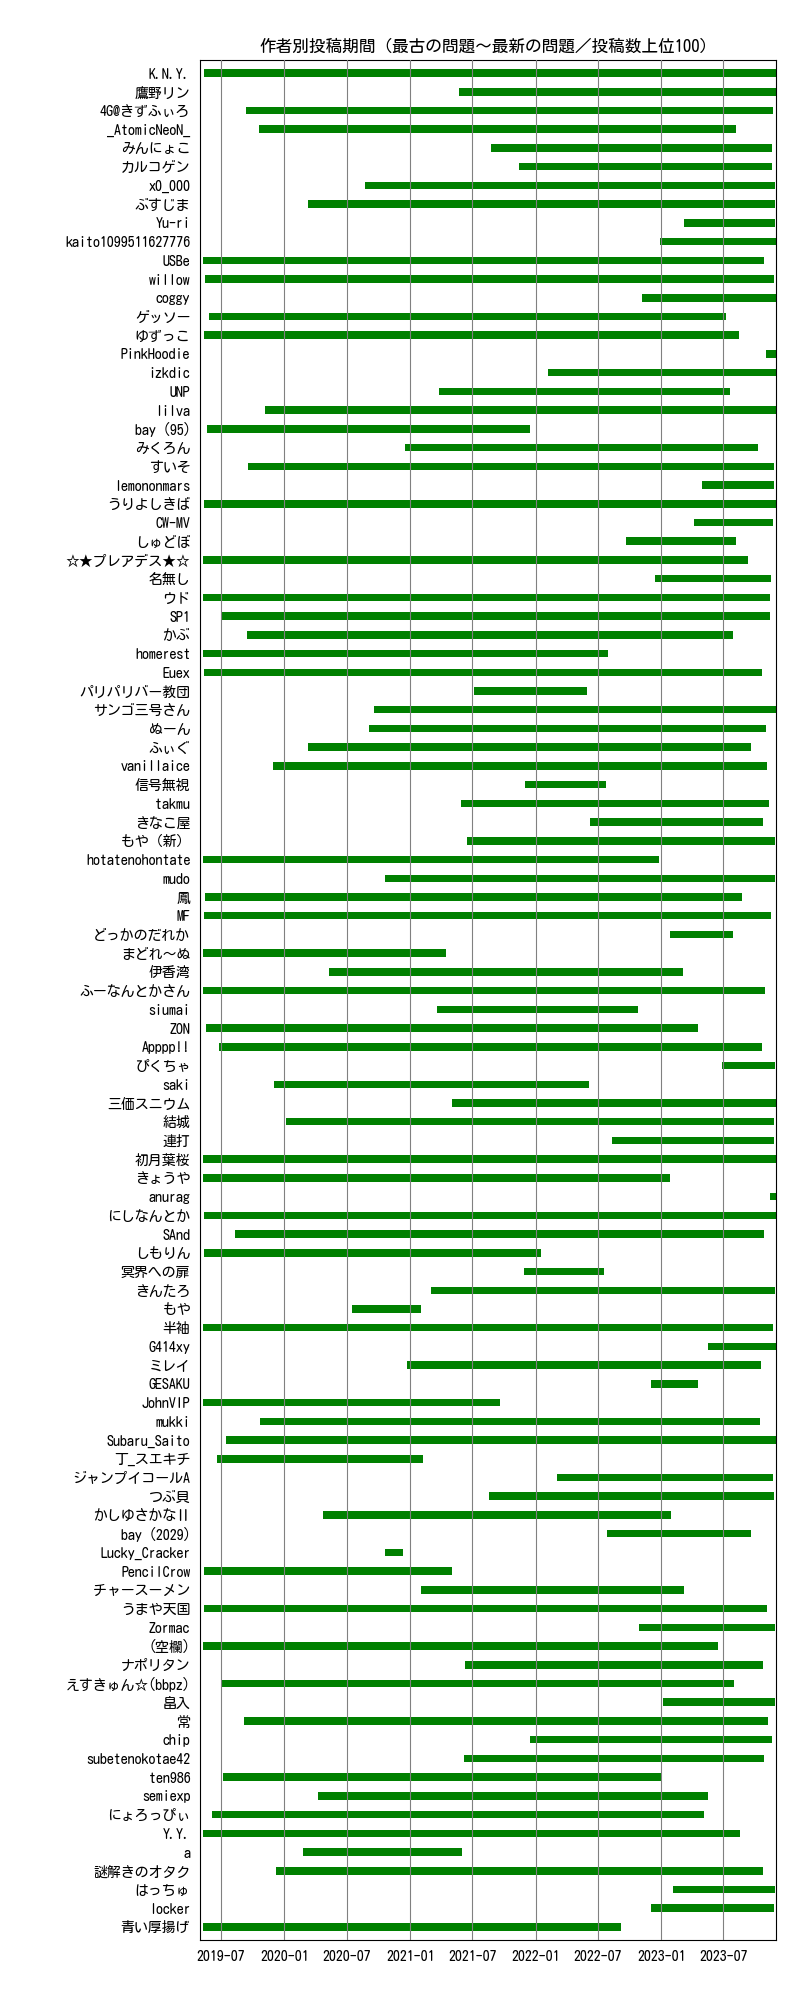 作者別投稿期間（最古の問題～最新の問題／投稿数上位100）
K.N.Y.
鷹野リン
4G@きずふぃろ
_AtomicNeoN_
みんにょこ
カルコゲン
x0_000
ぷすじま
Yu-ri
kaito1099511627776
USBe
willow
coggy
ゲッソー
ゆずっこ
PinkHoodie
izkdic
UNP
lilva
bay (95)
みくろん
すいそ
lemononmars
うりよしきば
CW-MV
しゅどぼ
☆★プレアデス★☆
名無し
ウド
SP1
かぶ
homerest
Euex
パリパリバー教団
サンゴ三号さん
ぬーん
ふぃぐ
vanillaice
信号無視
takmu
きなこ屋
もや（新）
hotatenohontate
mudo
鳳
MF
どっかのだれか
まどれ～ぬ
伊香湾
ふーなんとかさん
siumai
ZON
Appppll
ぴくちゃ
saki
三価スニウム
結城
連打
初月葉桜
きょうや
anurag
にしなんとか
SAnd
しもりん
冥界への扉
きんたろ
もや
半袖
G414xy
ミレイ
GESAKU
JohnVIP
mukki
Subaru_Saito
丁_スエキチ
ジャンプイコールA
つぶ貝
かしゆさかなⅡ
bay (2029)
Lucky_Cracker
PencilCrow
チャースーメン
うまや天国
Zormac
(空欄)
ナポリタン
えすきゅん☆(bbpz)
畠入
常
chip
subetenokotae42
ten986
semiexp
にょろっぴぃ
Y.Y.
a
謎解きのオタク
はっちゅ
locker
青い厚揚げ
2019-07 2020-01 2020-07 2021-01 2021-07 2022-01 2022-07 2023-01 2023-07